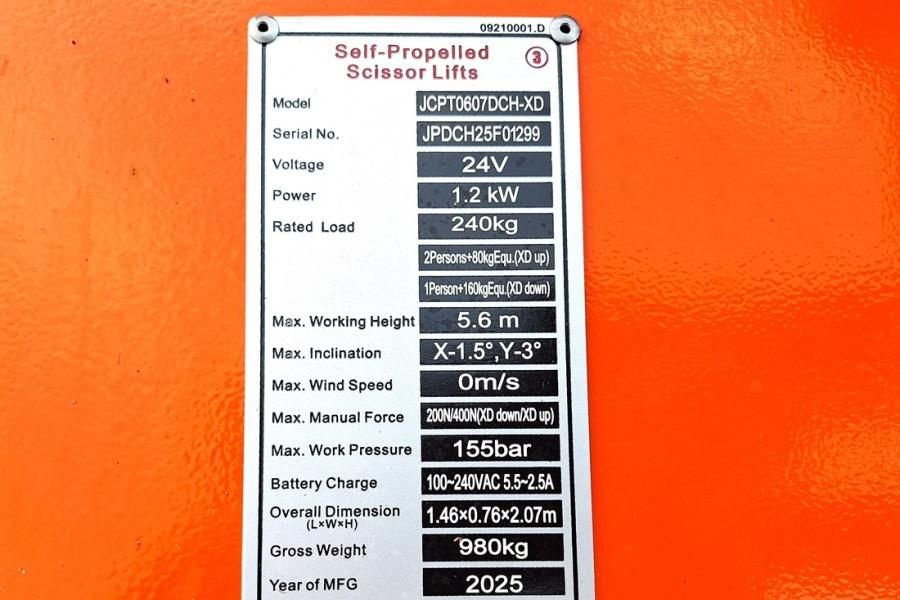 09210001.D
Self-Propelled
Scissor Lifts
3
Model JCPT0607DCH-XD
Serial No. JPDCH25F01299
Voltage 24V
Power 1.2 kW
Rated Load 240kg
2Persons+80kgEqu.(XD up)
1Person+160kgEqu.(XD down)
Max. Working Height 5.6 m
Max. Inclination X-1.5°,Y-3°
Max. Wind Speed 0m/s
Max. Manual Force 200N/400N(XD down/XD up)
Max. Work Pressure 155bar
Battery Charge 100~240VAC 5.5~2.5A
Overall Dimension 1.46×0.76×2.07m
(L×W×H)
Gross Weight 980kg
Year of MFG 2025